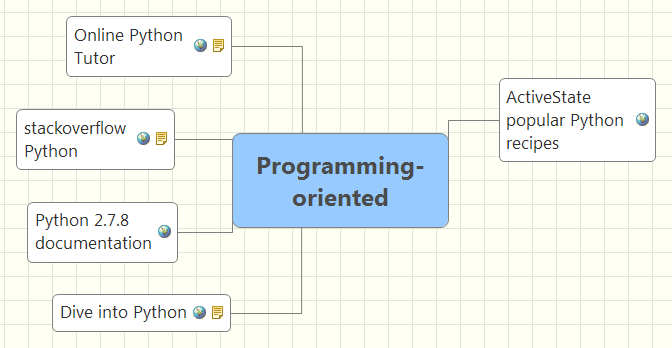 Online Python
Tutor
stackoverflow
Python
Python 2.7.8
documentation
Dive into Python
Programming-
oriented
ActiveState
popular Python
recipes